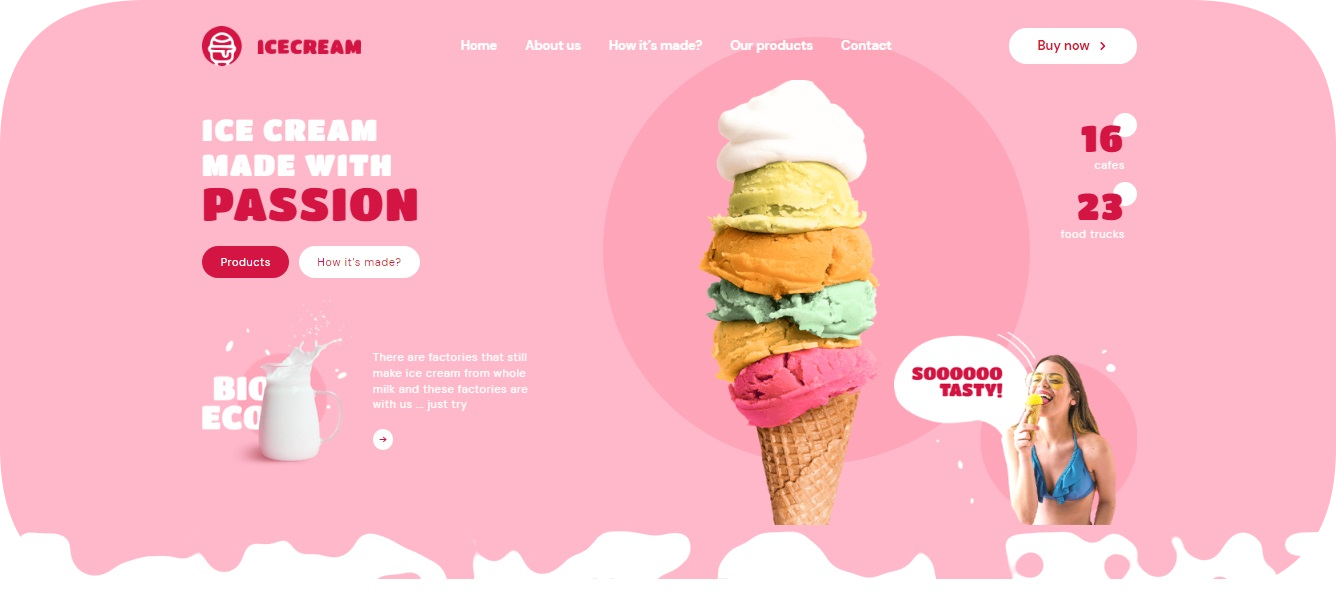 ICECREAM
Home
About us
How it's made?
Our products
Contact
Buy now
ICE CREAM
MADE WITH
PASSION
Products
How it's made?
16
cafes
23
food trucks
BIO
ECO
There are factories that still
make ice cream from whole
milk and these factories are
with us ... just try
SOOOOOO
TASTY!